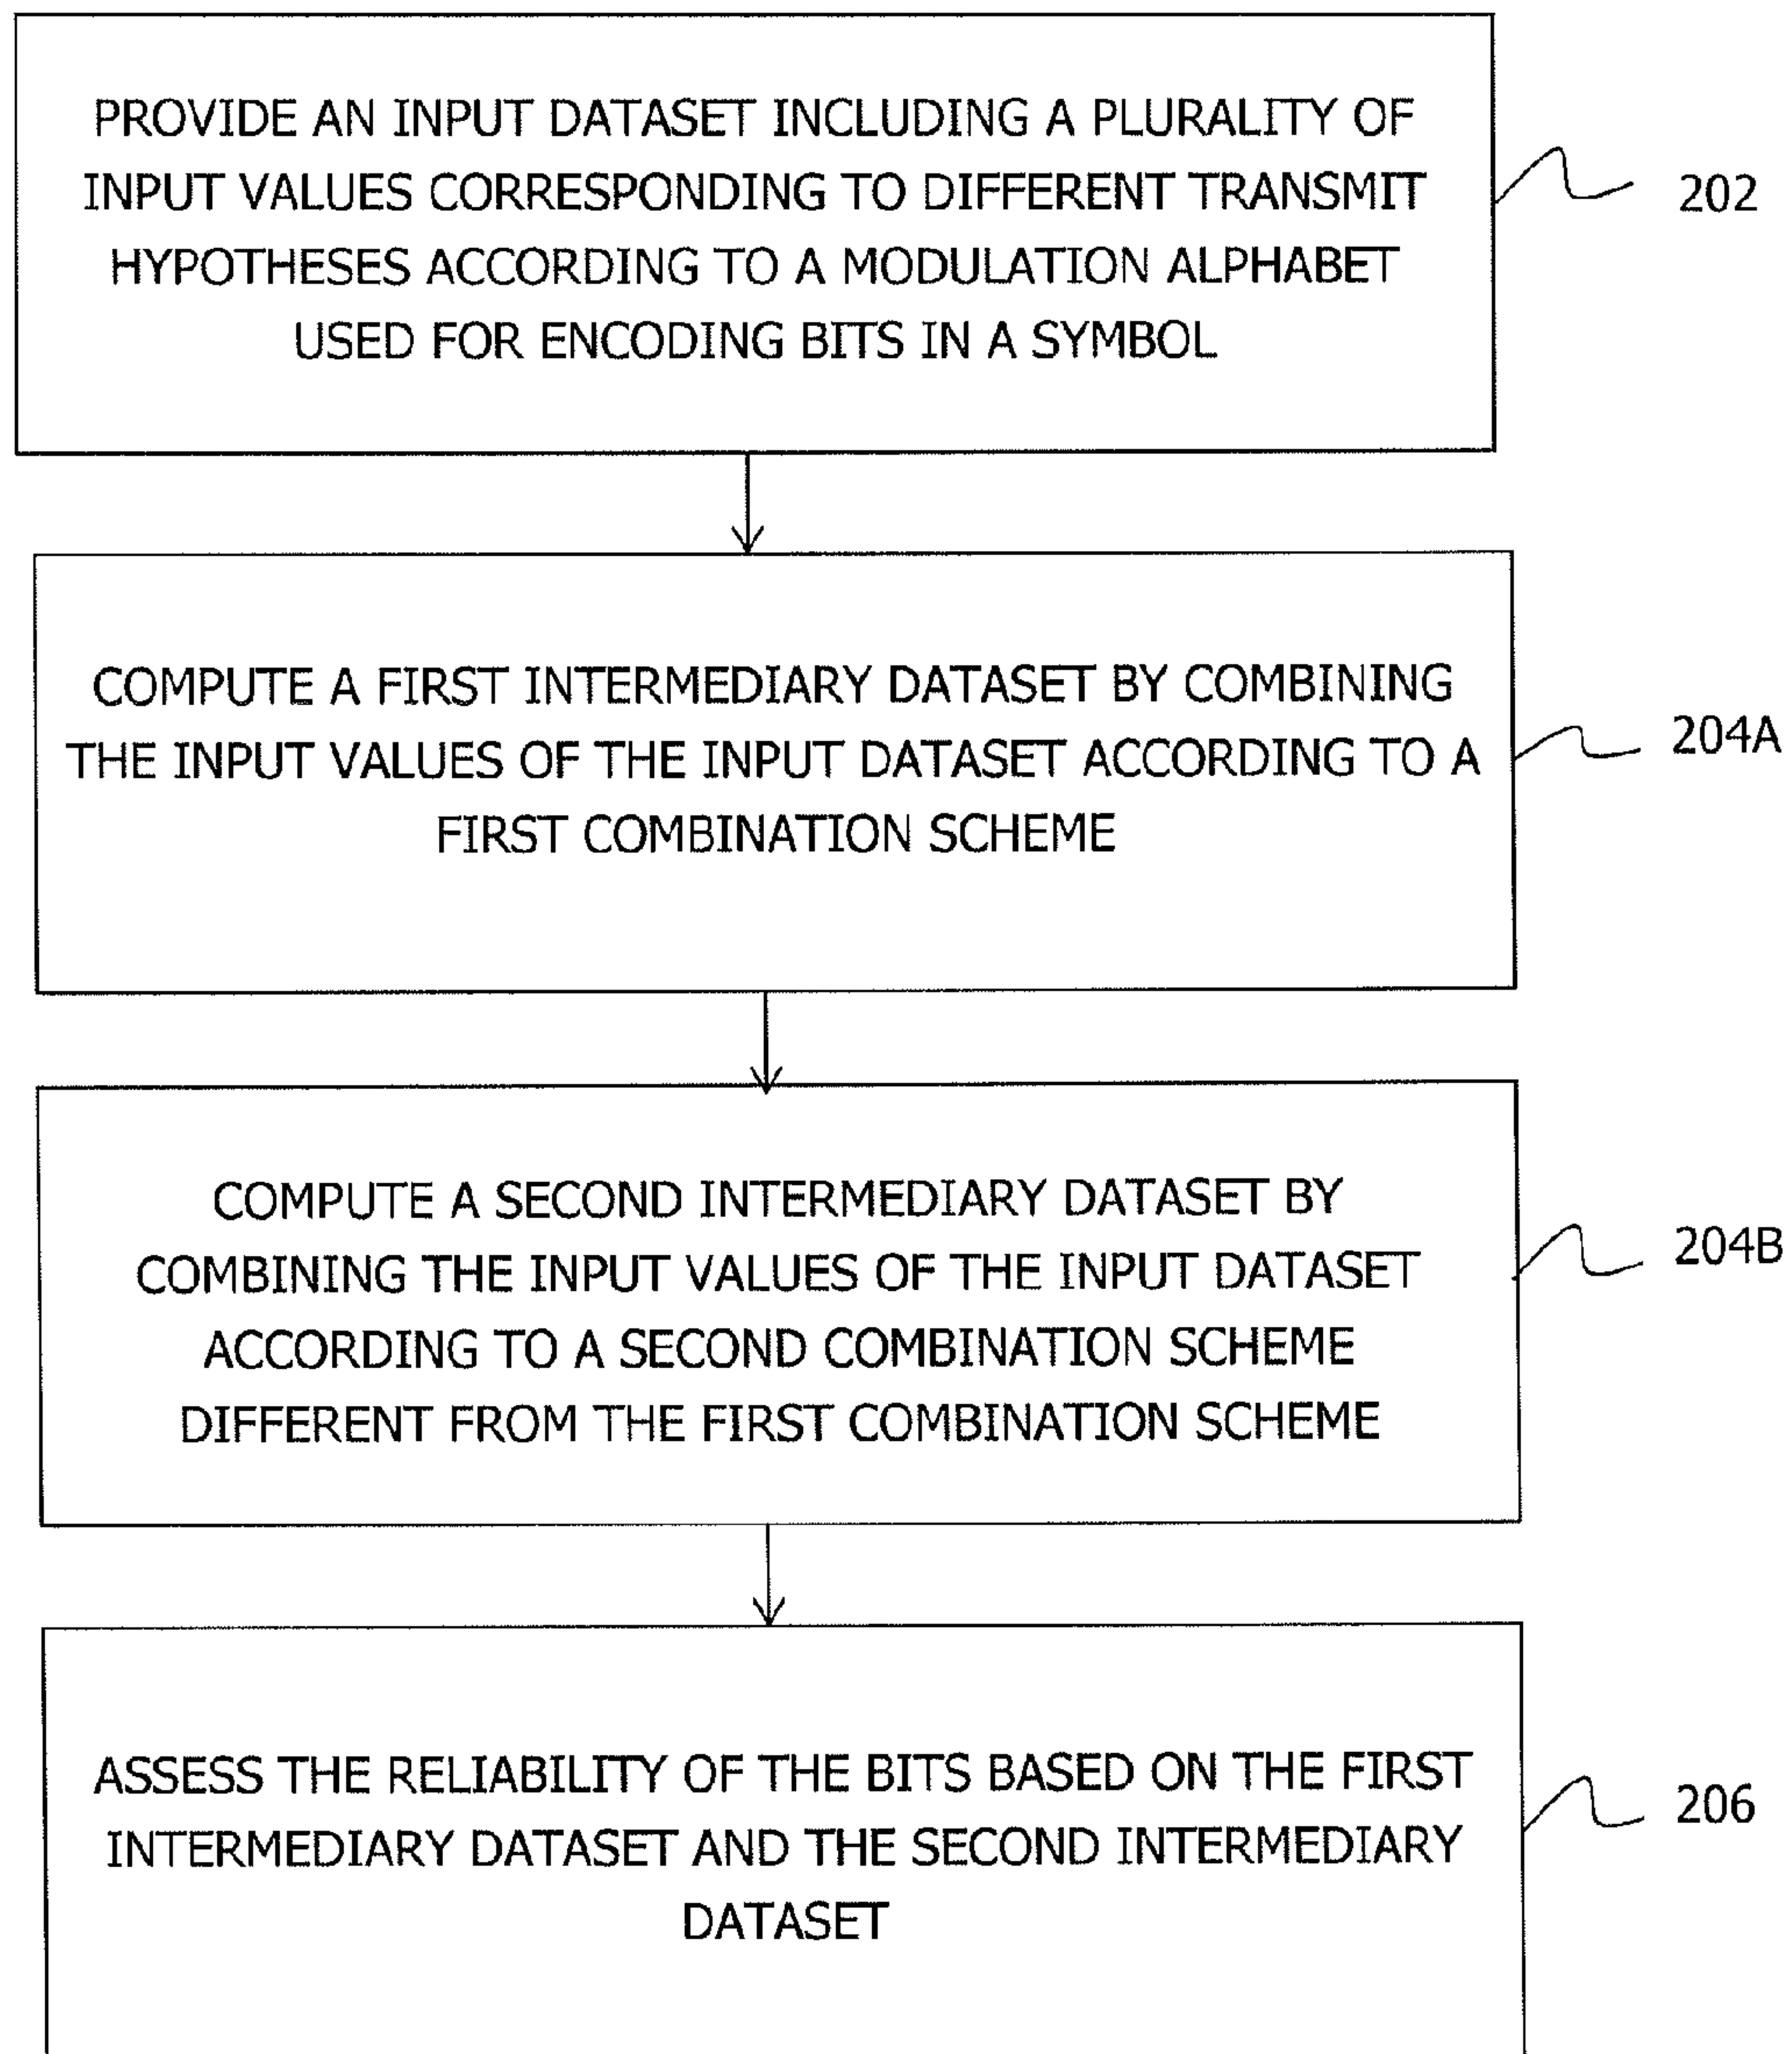 PROVIDE AN INPUT DATASET INCLUDING A PLURALITY OF
INPUT VALUES CORRESPONDING TO DIFFERENT TRANSMIT
HYPOTHESES ACCORDING TO A MODULATION ALPHABET
USED FOR ENCODING BITS IN A SYMBOL
202
COMPUTE A FIRST INTERMEDIARY DATASET BY COMBINING
THE INPUT VALUES OF THE INPUT DATASET ACCORDING TO A
FIRST COMBINATION SCHEME
204A
COMPUTE A SECOND INTERMEDIARY DATASET BY
COMBINING THE INPUT VALUES OF THE INPUT DATASET
ACCORDING TO A SECOND COMBINATION SCHEME
DIFFERENT FROM THE FIRST COMBINATION SCHEME
204B
ASSESS THE RELIABILITY OF THE BITS BASED ON THE FIRST
INTERMEDIARY DATASET AND THE SECOND INTERMEDIARY
DATASET
206